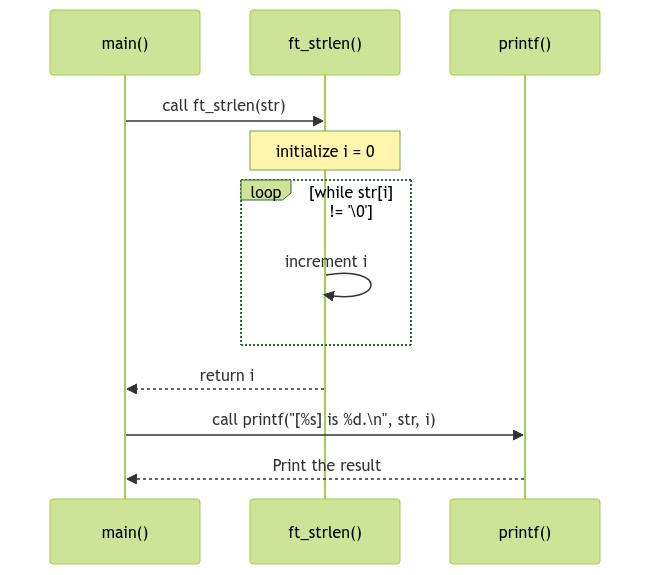 main()
ft_strlen()
printf()
call ft_strlen(str)
initialize i = 0
loop
[while str[i]
!= '\0']
increment i
return i
call printf("[%s] is %d.\n", str, i)
Print the result
main()
ft_strlen()
printf()